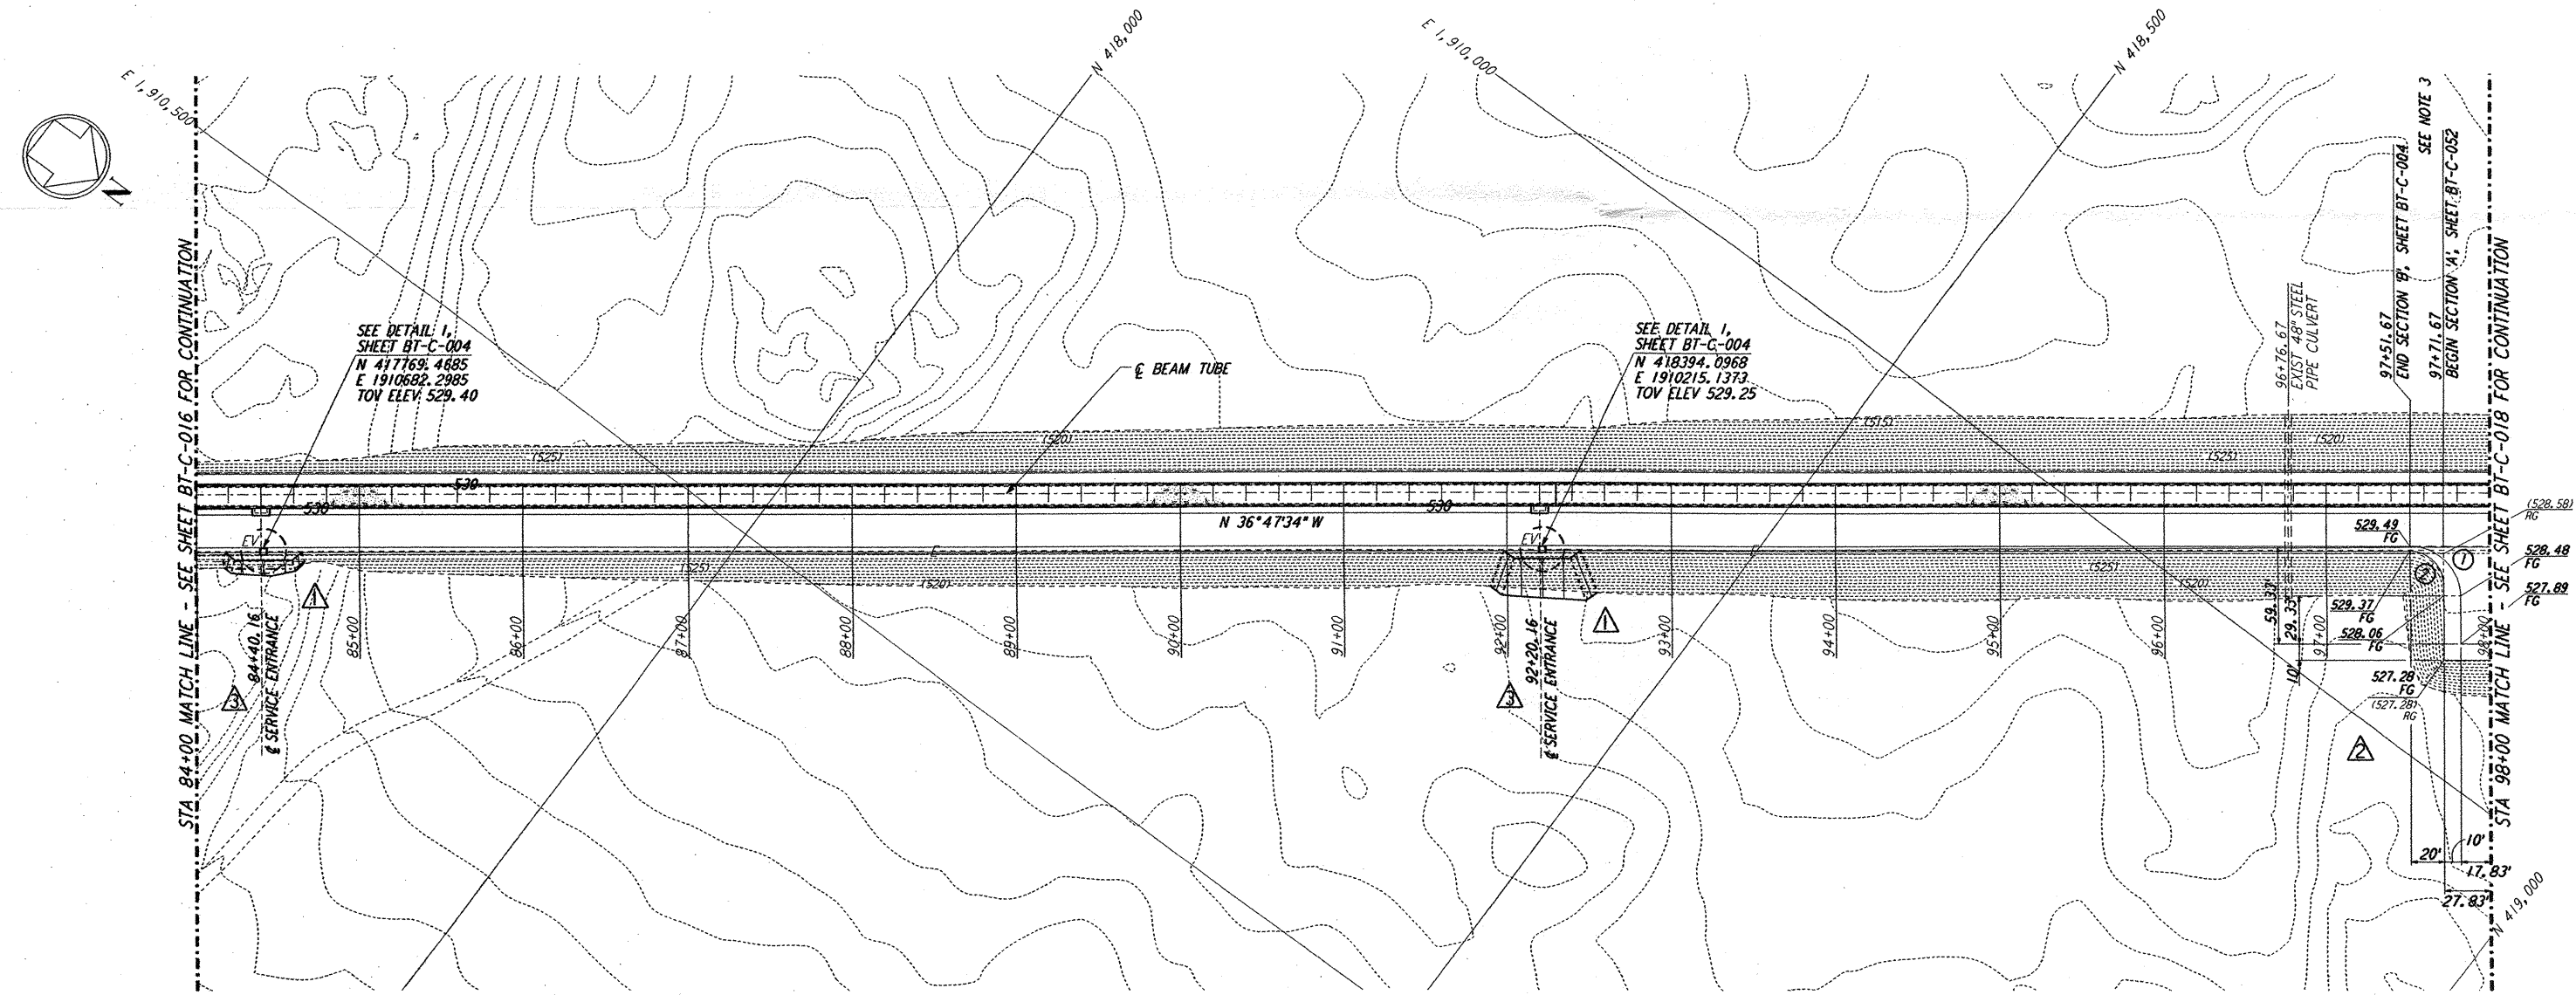 E 1,910,500
N 418,000
E 1,910,000
N 418,500
N
STA 84+00 MATCH LINE - SEE SHEET BT-C-016 FOR CONTINUATION
SEE DETAIL 1,
SHEET BT-C-004
N 417769.4685
E 1910682.2985
TOV ELEV 529.40
℄ BEAM TUBE
SEE DETAIL 1,
SHEET BT-C-004
N 418394.0968
E 1910215.1373
TOV ELEV 529.25
96+76.67
EXIST 48" STEEL
PIPE CULVERT
97+51.67
END SECTION 'B', SHEET BT-C-004
SEE NOTE 3
97+71.67
BEGIN SECTION 'A', SHEET BT-C-052
STA 98+00 MATCH LINE - SEE SHEET BT-C-018 FOR CONTINUATION
(525)
(520)
(515)
(520)
(525)
530
530
530
N 36°47'34" W
EV
EV
E
E
(525)
(520)
(525)
(520)
(528.58)
RG
529.49
FG
1
2
528.48
FG
527.89
FG
529.37
FG
528.06
FG
527.28
FG
(527.28)
RG
59.33'
29.33'
10'
1
1
3
3
2
84+40.16
℄ SERVICE ENTRANCE
85+00
86+00
87+00
88+00
89+00
90+00
91+00
92+00
92+20.16
℄ SERVICE ENTRANCE
93+00
94+00
95+00
96+00
97+00
98+00
20'
10'
17.83'
27.83'
N 419,000